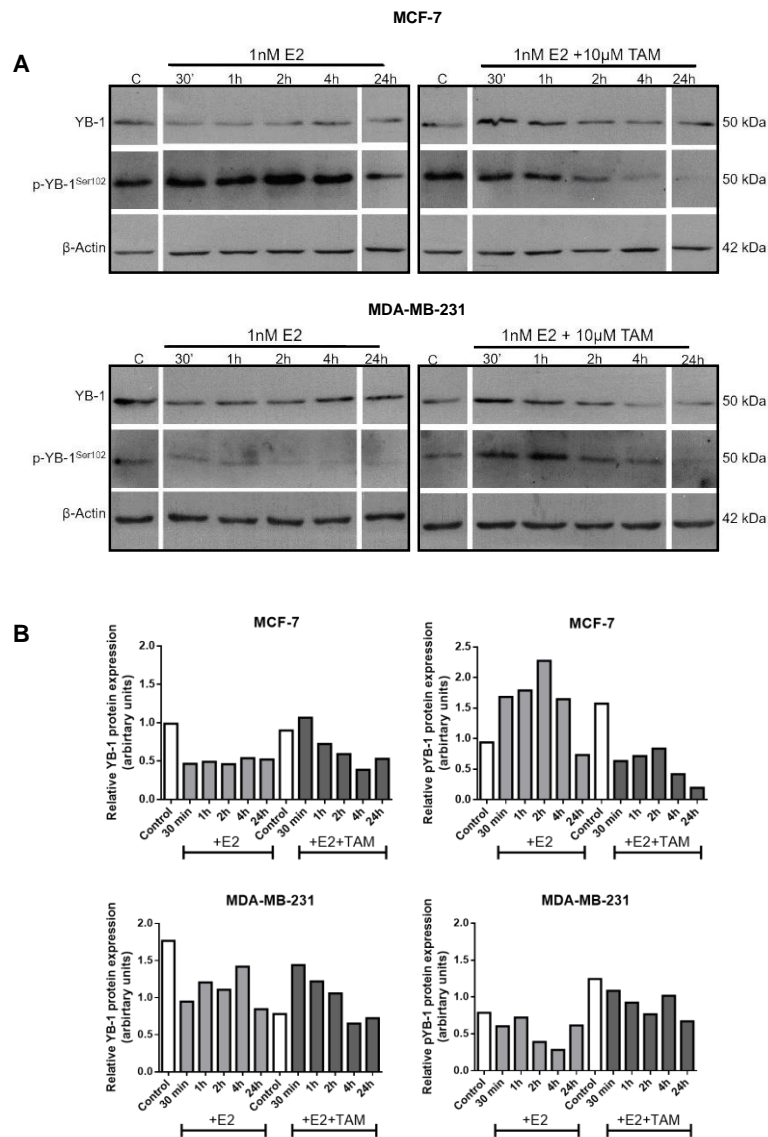 MCF-7
A
1nM E2
1nM E2 +10µM TAM
C 30' 1h 2h 4h 24h
C 30' 1h 2h 4h 24h
YB-1
50 kDa
p-YB-1Ser102
50 kDa
β-Actin
42 kDa
MDA-MB-231
1nM E2
1nM E2 + 10µM TAM
C 30' 1h 2h 4h 24h
C 30' 1h 2h 4h 24h
YB-1
50 kDa
p-YB-1Ser102
50 kDa
β-Actin
42 kDa
B
MCF-7
Relative YB-1 protein expression
(arbirtary units)
2.0
1.5
1.0
0.5
0.0
Control 30 min 1h 2h 4h 24h Control 30 min 1h 2h 4h 24h
+E2 +E2+TAM
MCF-7
Relative pYB-1 protein expression
(arbirtary units)
2.5
2.0
1.5
1.0
0.5
0.0
Control 30 min 1h 2h 4h 24h Control 30 min 1h 2h 4h 24h
+E2 +E2+TAM
MDA-MB-231
Relative YB-1 protein expression
(arbirtary units)
2.0
1.5
1.0
0.5
0.0
Control 30 min 1h 2h 4h 24h Control 30 min 1h 2h 4h 24h
+E2 +E2+TAM
MDA-MB-231
Relative pYB-1 protein expression
(arbirtary units)
2.0
1.5
1.0
0.5
0.0
Control 30 min 1h 2h 4h 24h Control 30 min 1h 2h 4h 24h
+E2 +E2+TAM